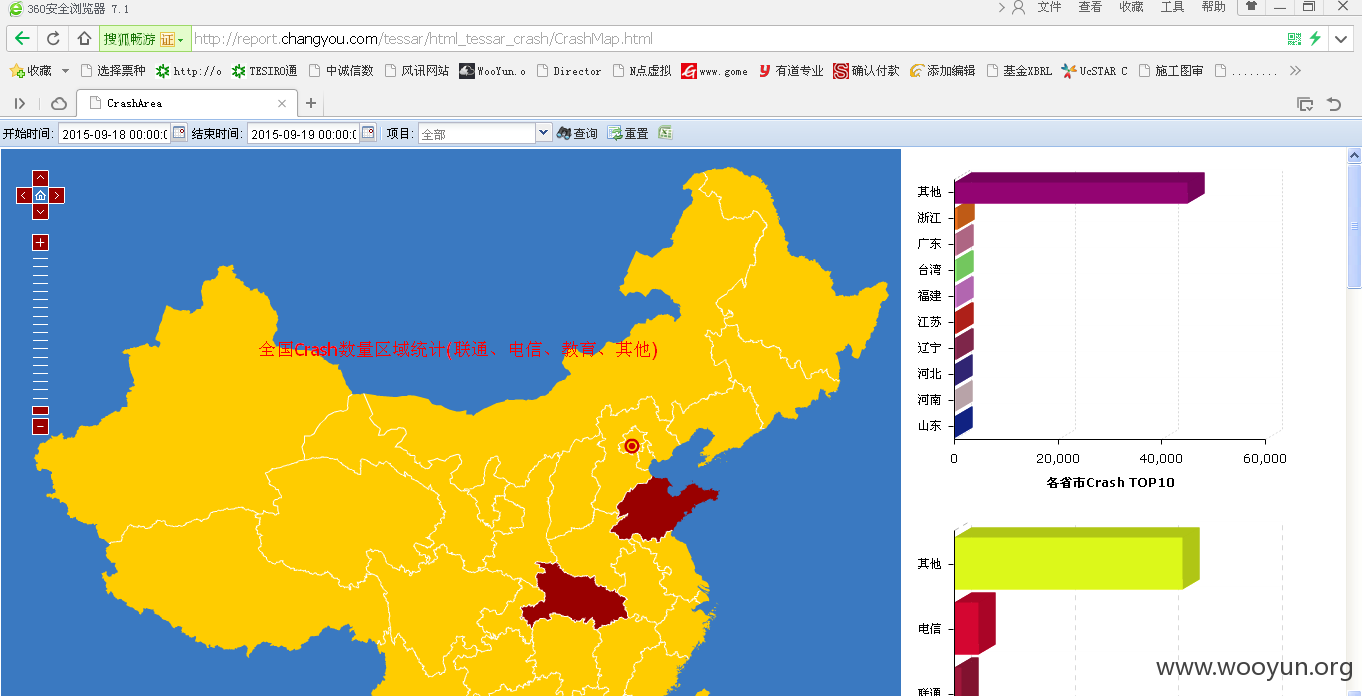 360安全浏览器 7.1 文件 查看 收藏 工具 帮助
搜狐畅游 证 http://report.changyou.com/tessar/html_tessar_crash/CrashMap.html
收藏 选择票种 http://o TESIRO通 中诚信数 风讯网站 WooYun.o Director N点虚拟 www.gome 有道专业 确认付款 添加编辑 基金XBRL UcSTAR C 施工图审 ........
CrashArea
开始时间: 2015-09-18 00:00:0 结束时间: 2015-09-19 00:00:0 项目: 全部 查询 重置
全国Crash数量区域统计(联通、电信、教育、其他)
其他
浙江
广东
台湾
福建
江苏
辽宁
河北
河南
山东
0 20,000 40,000 60,000
各省市Crash TOP10
其他
电信
联通
www.wooyun.org